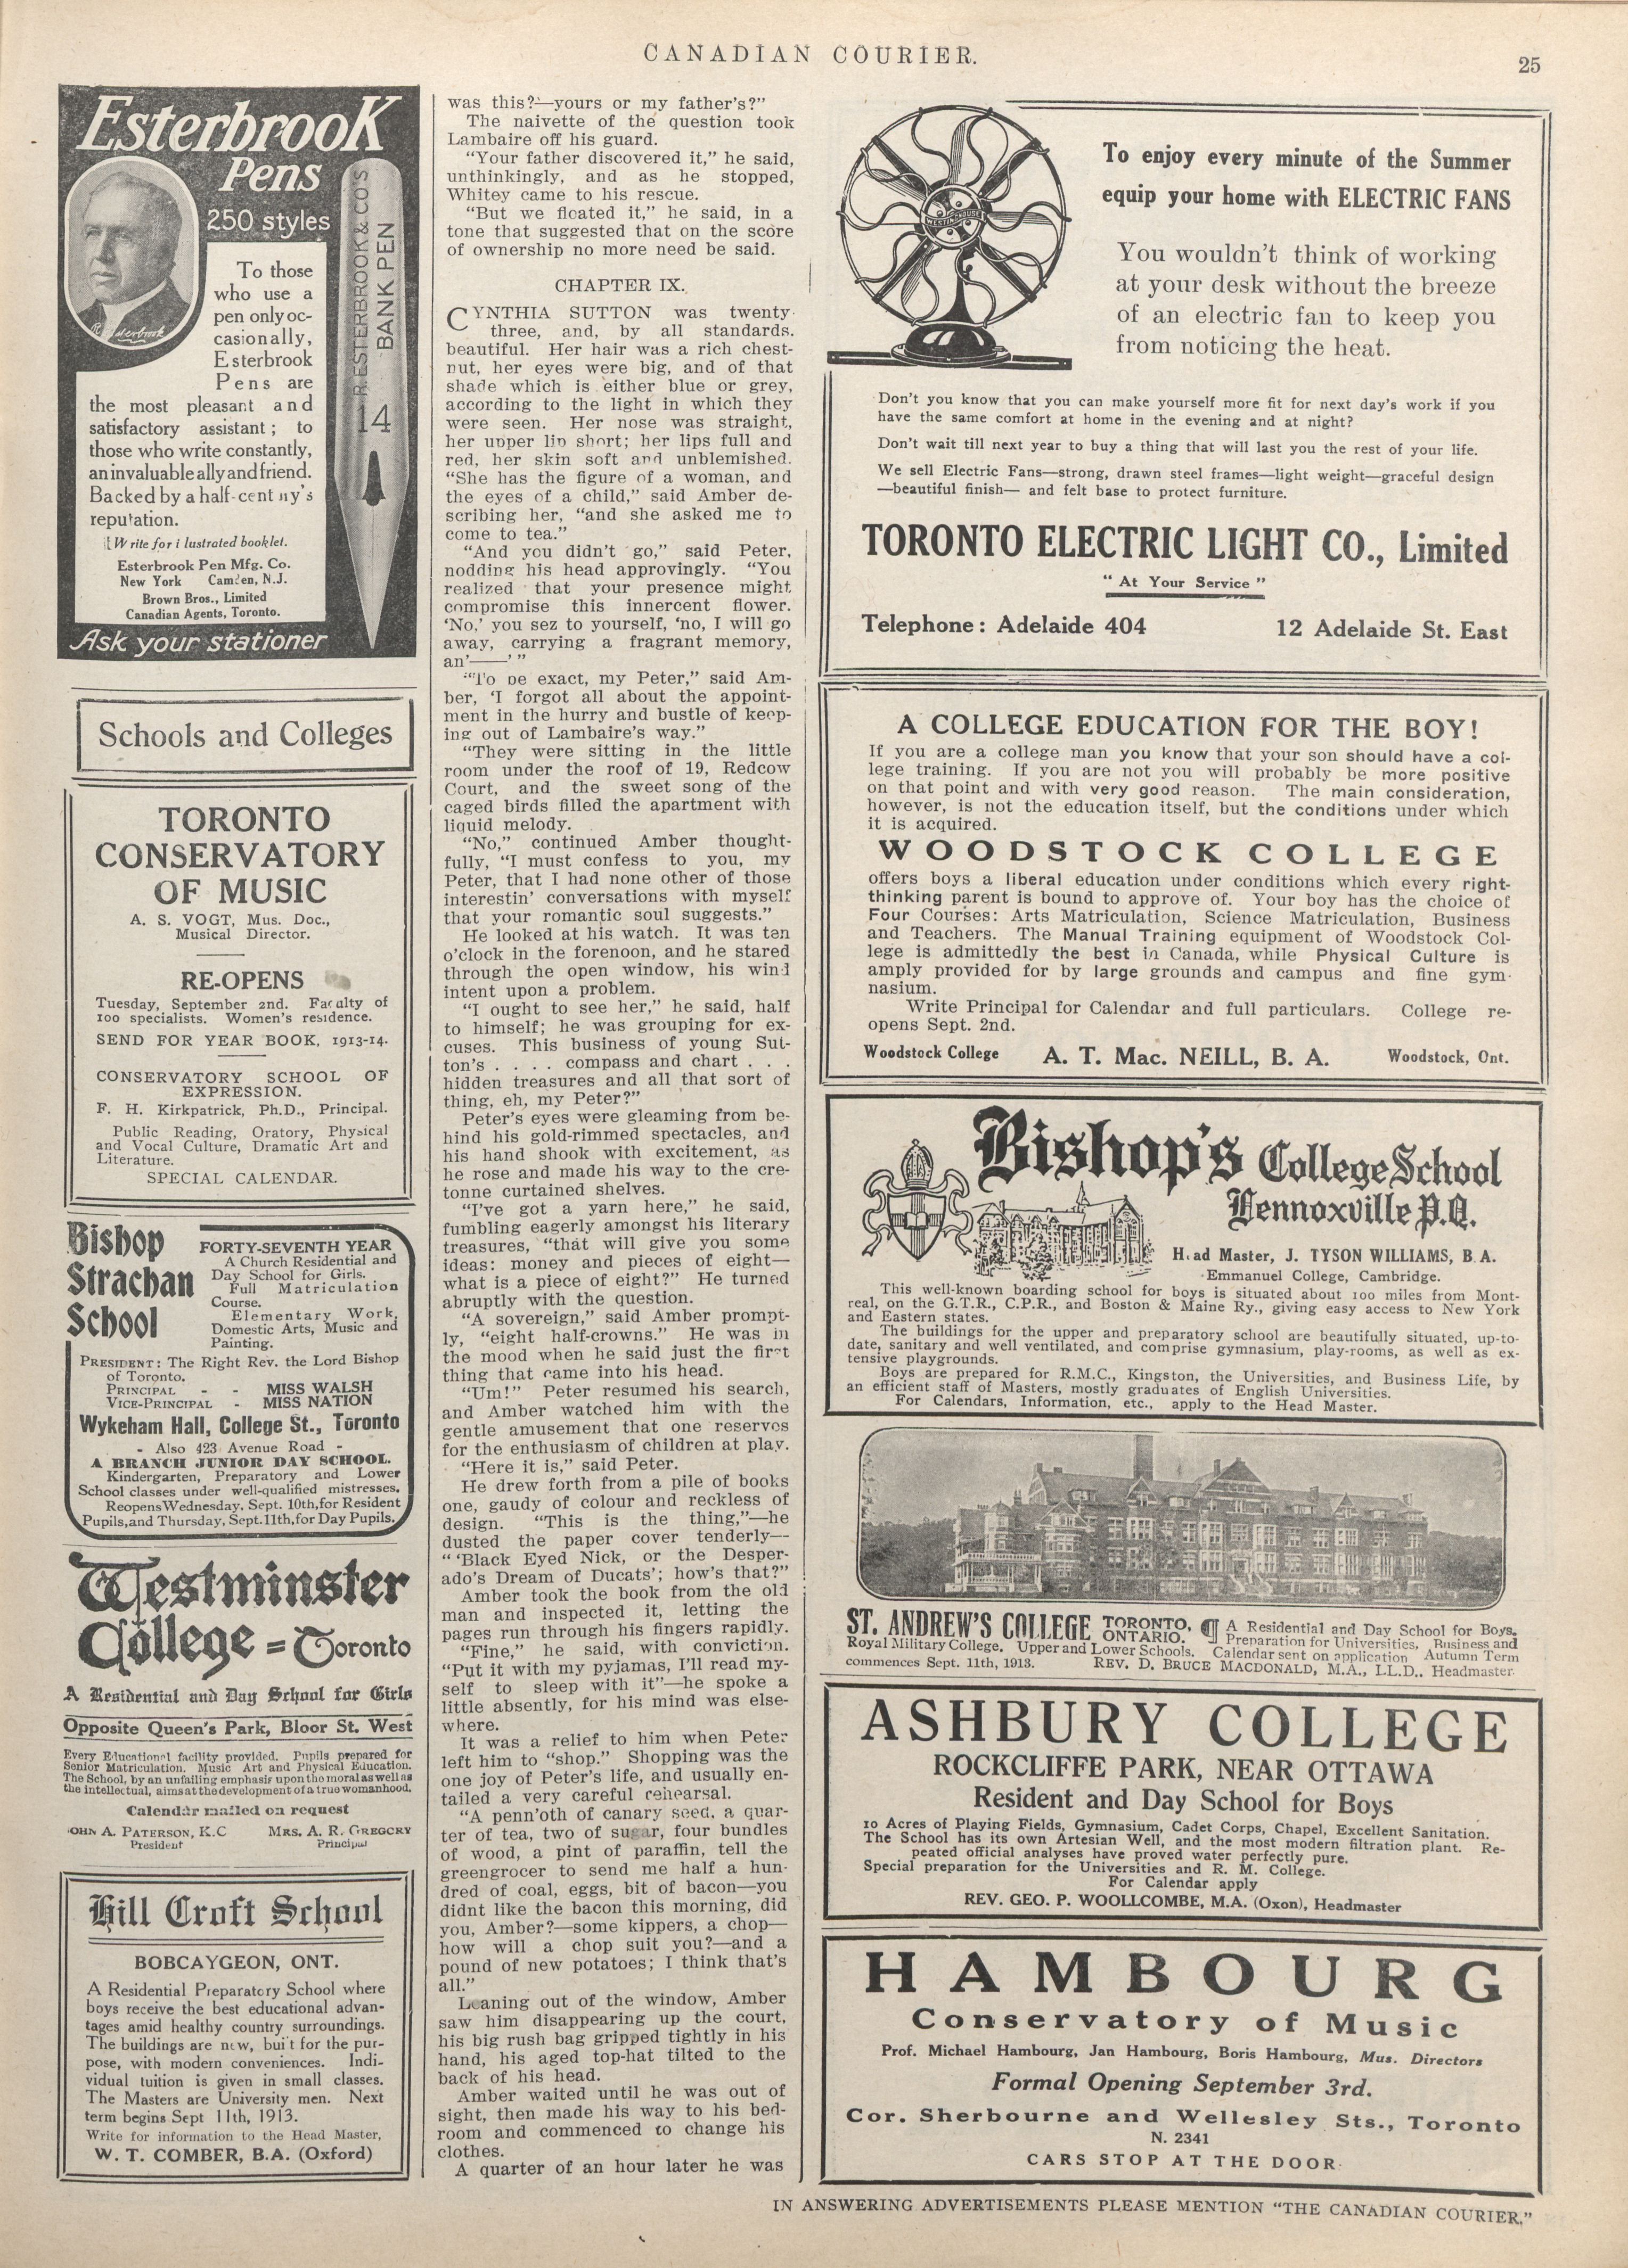 CANADIAN COURIER.
25
Esterbrook
Pens
250 styles
R. ESTERBROOK & CO'S
BANK PEN
14
To those
who use a
pen only oc-
casionally,
Esterbrook
Pens are
the most pleasant and
satisfactory assistant; to
those who write constantly,
an invaluable ally and friend.
Backed by a half-cent ny's
reputation.
Write for i lustrated booklet.
Esterbrook Pen Mfg. Co.
New York Camden, N.J.
Brown Bros., Limited
Canadian Agents, Toronto.
Ask your stationer
Schools and Colleges
TORONTO
CONSERVATORY
OF MUSIC
A. S. VOGT, Mus. Doc.,
Musical Director.
RE-OPENS
Tuesday, September 2nd. Faculty of
100 specialists. Women's residence.
SEND FOR YEAR BOOK, 1913-14.
CONSERVATORY SCHOOL OF
EXPRESSION.
F. H. Kirkpatrick, Ph.D., Principal.
Public Reading, Oratory, Physical
and Vocal Culture, Dramatic Art and
Literature.
SPECIAL CALENDAR.
Bishop
Strachan
School
FORTY-SEVENTH YEAR
A Church Residential and
Day School for Girls.
Full Matriculation
Course.
Elementary Work,
Domestic Arts, Music and
Painting.
PRESIDENT: The Right Rev. the Lord Bishop
of Toronto.
PRINCIPAL - - MISS WALSH
VICE-PRINCIPAL - MISS NATION
Wykeham Hall, College St., Toronto
- Also 423 Avenue Road -
A BRANCH JUNIOR DAY SCHOOL.
Kindergarten, Preparatory and Lower
School classes under well-qualified mistresses.
Reopens Wednesday, Sept. 10th, for Resident
Pupils, and Thursday, Sept. 11th, for Day Pupils.
Westminster
College = Toronto
A Residential and Day School for Girls
Opposite Queen's Park, Bloor St. West
Every Educational facility provided. Pupils prepared for
Senior Matriculation. Music Art and Physical Education.
The School, by an unfailing emphasis upon the moral as well as
the intellectual, aims at the development of a true womanhood.
Calendar mailed on request
OHN A. PATERSON, K.C MRS. A. R. GREGORY
President Principal
Hill Croft School
BOBCAYGEON, ONT.
A Residential Preparatory School where
boys receive the best educational advan-
tages amid healthy country surroundings.
The buildings are new, bui't for the pur-
pose, with modern conveniences. Indi-
vidual tuition is given in small classes.
The Masters are University men. Next
term begins Sept 11th, 1913.
Write for information to the Head Master,
W. T. COMBER, B.A. (Oxford)
was this?—yours or my father's?"
The naivette of the question took
Lambaire off his guard.
"Your father discovered it," he said,
unthinkingly, and as he stopped,
Whitey came to his rescue.
"But we floated it," he said, in a
tone that suggested that on the score
of ownership no more need be said.
CHAPTER IX.
CYNTHIA SUTTON was twenty-
three, and, by all standards.
beautiful. Her hair was a rich chest-
nut, her eyes were big, and of that
shade which is either blue or grey,
according to the light in which they
were seen. Her nose was straight,
her upper lip short; her lips full and
red, her skin soft and unblemished.
"She has the figure of a woman, and
the eyes of a child," said Amber de-
scribing her, "and she asked me to
come to tea."
"And you didn't go," said Peter,
nodding his head approvingly. "You
realized that your presence might
compromise this innercent flower.
'No,' you sez to yourself, 'no, I will go
away, carrying a fragrant memory,
an'——' "
"To be exact, my Peter," said Am-
ber, 'I forgot all about the appoint-
ment in the hurry and bustle of keep-
ing out of Lambaire's way."
"They were sitting in the little
room under the roof of 19, Redcow
Court, and the sweet song of the
caged birds filled the apartment with
liquid melody.
"No," continued Amber thought-
fully, "I must confess to you, my
Peter, that I had none other of those
interestin' conversations with myself
that your romantic soul suggests."
He looked at his watch. It was ten
o'clock in the forenoon, and he stared
through the open window, his wind
intent upon a problem.
"I ought to see her," he said, half
to himself; he was grouping for ex-
cuses. This business of young Sut-
ton's . . . . compass and chart . . .
hidden treasures and all that sort of
thing, eh, my Peter?"
Peter's eyes were gleaming from be-
hind his gold-rimmed spectacles, and
his hand shook with excitement, as
he rose and made his way to the cre-
tonne curtained shelves.
"I've got a yarn here," he said,
fumbling eagerly amongst his literary
treasures, "that will give you some
ideas: money and pieces of eight—
what is a piece of eight?" He turned
abruptly with the question.
"A sovereign," said Amber prompt-
ly, "eight half-crowns." He was in
the mood when he said just the first
thing that came into his head.
"Um!" Peter resumed his search,
and Amber watched him with the
gentle amusement that one reserves
for the enthusiasm of children at play.
"Here it is," said Peter.
He drew forth from a pile of books
one, gaudy of colour and reckless of
design. "This is the thing,"—he
dusted the paper cover tenderly—
" 'Black Eyed Nick, or the Desper-
ado's Dream of Ducats'; how's that?"
Amber took the book from the old
man and inspected it, letting the
pages run through his fingers rapidly.
"Fine," he said, with conviction.
"Put it with my pyjamas, I'll read my-
self to sleep with it"—he spoke a
little absently, for his mind was else-
where.
It was a relief to him when Peter
left him to "shop." Shopping was the
one joy of Peter's life, and usually en-
tailed a very careful rehearsal.
"A penn'oth of canary seed, a quar-
ter of tea, two of sugar, four bundles
of wood, a pint of paraffin, tell the
greengrocer to send me half a hun-
dred of coal, eggs, bit of bacon—you
didnt like the bacon this morning, did
you, Amber?—some kippers, a chop—
how will a chop suit you?—and a
pound of new potatoes; I think that's
all."
Leaning out of the window, Amber
saw him disappearing up the court,
his big rush bag gripped tightly in his
hand, his aged top-hat tilted to the
back of his head.
Amber waited until he was out of
sight, then made his way to his bed-
room and commenced to change his
clothes.
A quarter of an hour later he was
WESTINGHOUSE
To enjoy every minute of the Summer
equip your home with ELECTRIC FANS
You wouldn't think of working
at your desk without the breeze
of an electric fan to keep you
from noticing the heat.
Don't you know that you can make yourself more fit for next day's work if you
have the same comfort at home in the evening and at night?
Don't wait till next year to buy a thing that will last you the rest of your life.
We sell Electric Fans—strong, drawn steel frames—light weight—graceful design
—beautiful finish— and felt base to protect furniture.
TORONTO ELECTRIC LIGHT CO., Limited
" At Your Service "
Telephone: Adelaide 404 12 Adelaide St. East
A COLLEGE EDUCATION FOR THE BOY!
If you are a college man you know that your son should have a col-
lege training. If you are not you will probably be more positive
on that point and with very good reason. The main consideration,
however, is not the education itself, but the conditions under which
it is acquired.
WOODSTOCK COLLEGE
offers boys a liberal education under conditions which every right-
thinking parent is bound to approve of. Your boy has the choice of
Four Courses: Arts Matriculation, Science Matriculation, Business
and Teachers. The Manual Training equipment of Woodstock Col-
lege is admittedly the best in Canada, while Physical Culture is
amply provided for by large grounds and campus and fine gym-
nasium.
Write Principal for Calendar and full particulars. College re-
opens Sept. 2nd.
Woodstock College A. T. Mac. NEILL, B. A. Woodstock, Ont.
Bishop's College School
Lennoxville P.Q.
Head Master, J. TYSON WILLIAMS, B.A.
Emmanuel College, Cambridge.
This well-known boarding school for boys is situated about 100 miles from Mont-
real, on the G.T.R., C.P.R., and Boston & Maine Ry., giving easy access to New York
and Eastern states.
The buildings for the upper and preparatory school are beautifully situated, up-to-
date, sanitary and well ventilated, and comprise gymnasium, play-rooms, as well as ex-
tensive playgrounds.
Boys are prepared for R.M.C., Kingston, the Universities, and Business Life, by
an efficient staff of Masters, mostly graduates of English Universities.
For Calendars, Information, etc., apply to the Head Master.
ST. ANDREW'S COLLEGE TORONTO, ONTARIO. ¶ A Residential and Day School for Boys.
Preparation for Universities, Business and
Royal Military College. Upper and Lower Schools. Calendar sent on application Autumn Term
commences Sept. 11th, 1913. REV. D. BRUCE MACDONALD, M.A., LL.D., Headmaster
ASHBURY COLLEGE
ROCKCLIFFE PARK, NEAR OTTAWA
Resident and Day School for Boys
10 Acres of Playing Fields, Gymnasium, Cadet Corps, Chapel, Excellent Sanitation.
The School has its own Artesian Well, and the most modern filtration plant. Re-
peated official analyses have proved water perfectly pure.
Special preparation for the Universities and R. M. College.
For Calendar apply
REV. GEO. P. WOOLLCOMBE, M.A. (Oxon), Headmaster
HAMBOURG
Conservatory of Music
Prof. Michael Hambourg, Jan Hambourg, Boris Hambourg, Mus. Directors
Formal Opening September 3rd.
Cor. Sherbourne and Wellesley Sts., Toronto
N. 2341
CARS STOP AT THE DOOR
IN ANSWERING ADVERTISEMENTS PLEASE MENTION "THE CANADIAN COURIER."